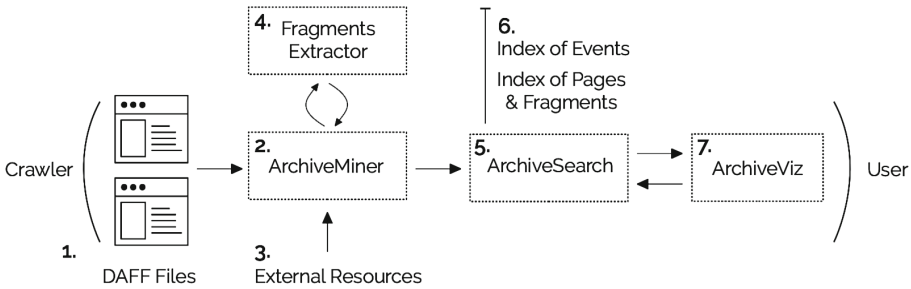 4.
Fragments
Extractor
6.
Index of Events
Index of Pages
& Fragments
Crawler
2.
ArchiveMiner
5.
ArchiveSearch
7.
ArchiveViz
User
1.
DAFF Files
3.
External Resources